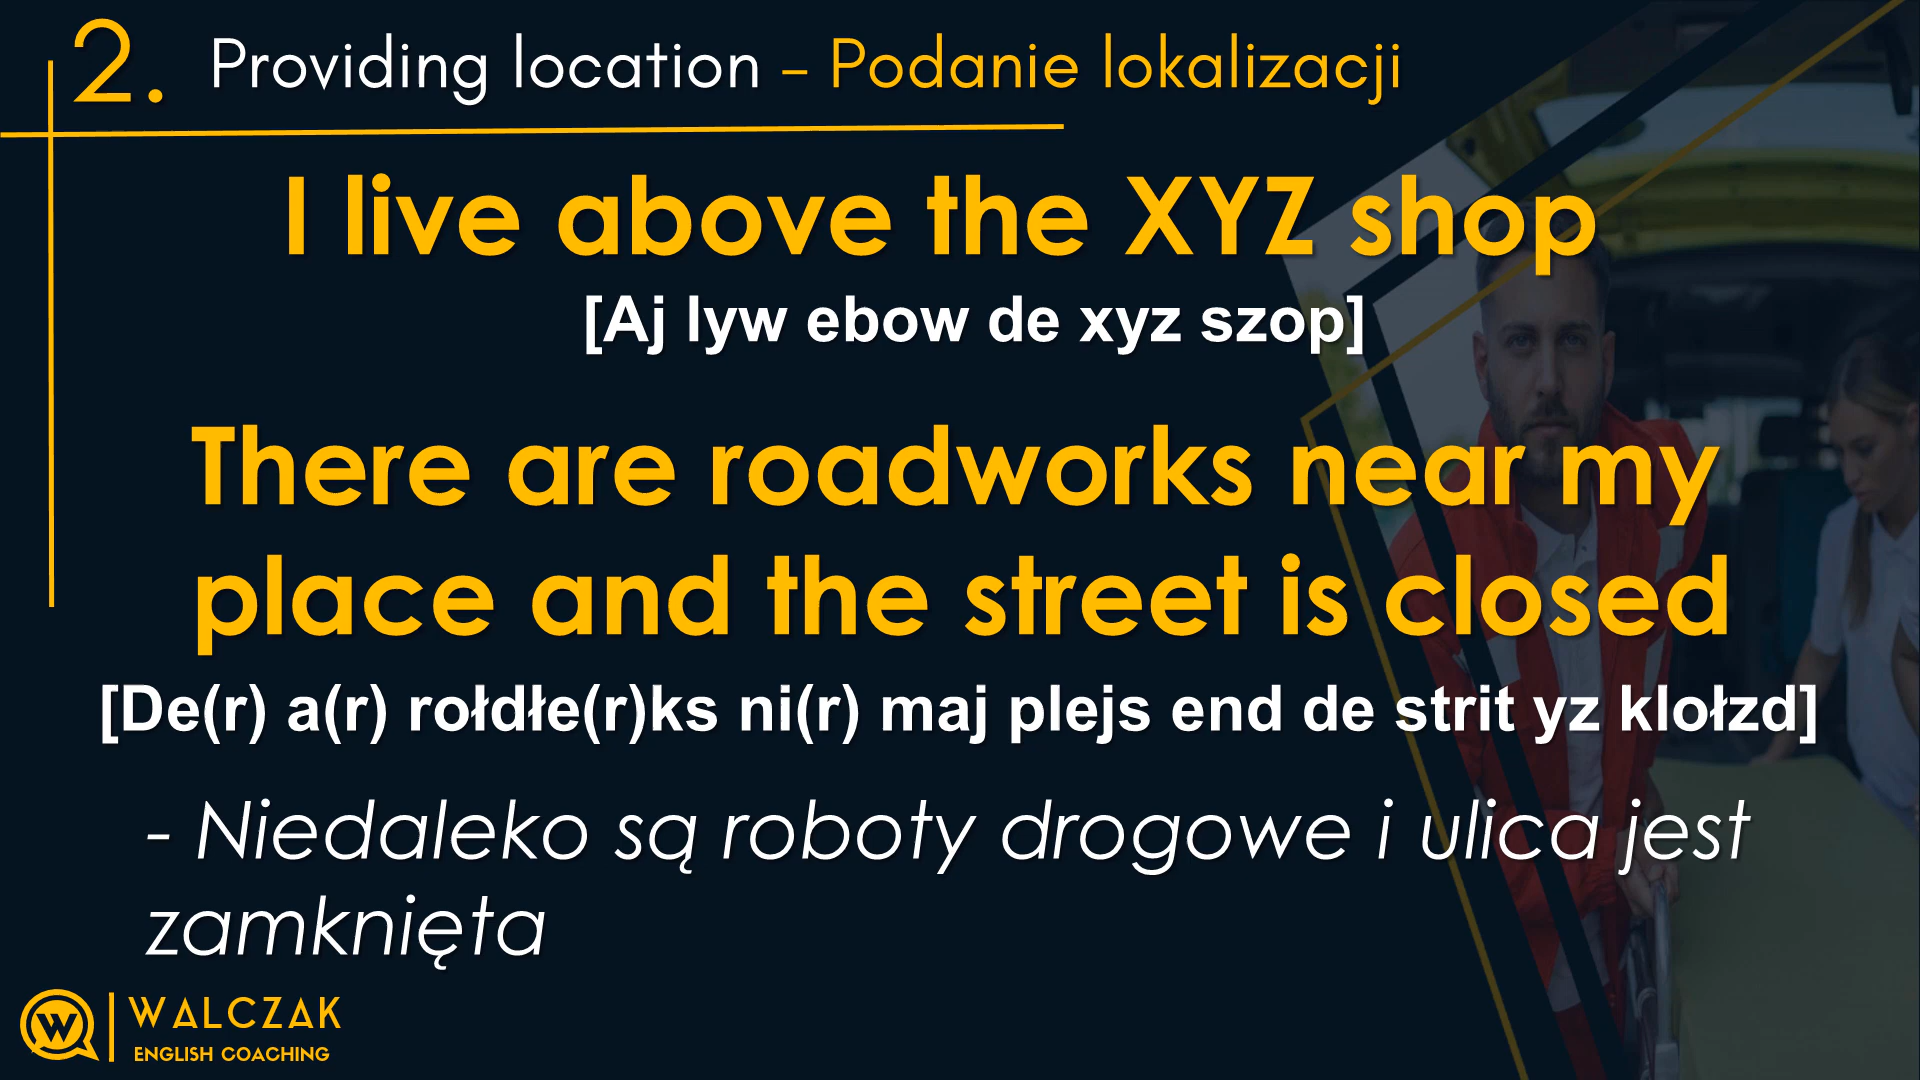 2. Providing location – Podanie lokalizacji
I live above the XYZ shop
[Aj lyw ebow de xyz szop]
There are roadworks near my
place and the street is closed
[De(r) a(r) rołdłe(r)ks ni(r) maj plejs end de strit yz klołzd]
- Niedaleko są roboty drogowe i ulica jest
zamknięta
W
WALCZAK
ENGLISH COACHING